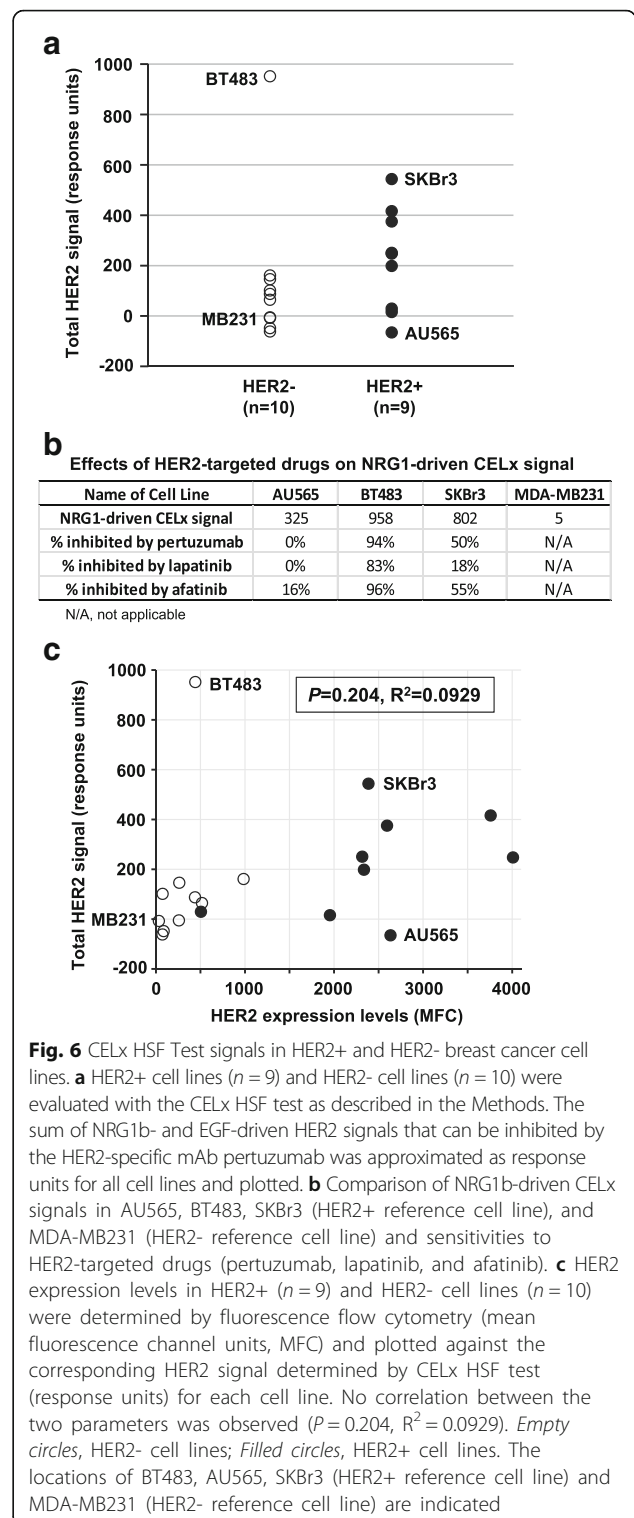 a
1000
BT483
800
600
SKBr3
400
200
0
MB231
AU565
-200
Total HER2 signal (response units)
HER2- HER2+
(n=10) (n=9)
b
Effects of HER2-targeted drugs on NRG1-driven CELx signal
Name of Cell Line AU565 BT483 SKBr3 MDA-MB231
NRG1-driven CELx signal 325 958 802 5
% inhibited by pertuzumab 0% 94% 50% N/A
% inhibited by lapatinib 0% 83% 18% N/A
% inhibited by afatinib 16% 96% 55% N/A
N/A, not applicable
c
1000
BT483
P=0.204, R²=0.0929
800
600
SKBr3
400
200
MB231
0
AU565
-200
Total HER2 signal (response units)
0 1000 2000 3000 4000
HER2 expression levels (MFC)
Fig. 6 CELx HSF Test signals in HER2+ and HER2- breast cancer cell
lines. a HER2+ cell lines (n = 9) and HER2- cell lines (n = 10) were
evaluated with the CELx HSF test as described in the Methods. The
sum of NRG1b- and EGF-driven HER2 signals that can be inhibited by
the HER2-specific mAb pertuzumab was approximated as response
units for all cell lines and plotted. b Comparison of NRG1b-driven CELx
signals in AU565, BT483, SKBr3 (HER2+ reference cell line), and
MDA-MB231 (HER2- reference cell line) and sensitivities to
HER2-targeted drugs (pertuzumab, lapatinib, and afatinib). c HER2
expression levels in HER2+ (n = 9) and HER2- cell lines (n = 10)
were determined by fluorescence flow cytometry (mean
fluorescence channel units, MFC) and plotted against the
corresponding HER2 signal determined by CELx HSF test
(response units) for each cell line. No correlation between the
two parameters was observed (P = 0.204, R² = 0.0929). Empty
circles, HER2- cell lines; Filled circles, HER2+ cell lines. The
locations of BT483, AU565, SKBr3 (HER2+ reference cell line) and
MDA-MB231 (HER2- reference cell line) are indicated